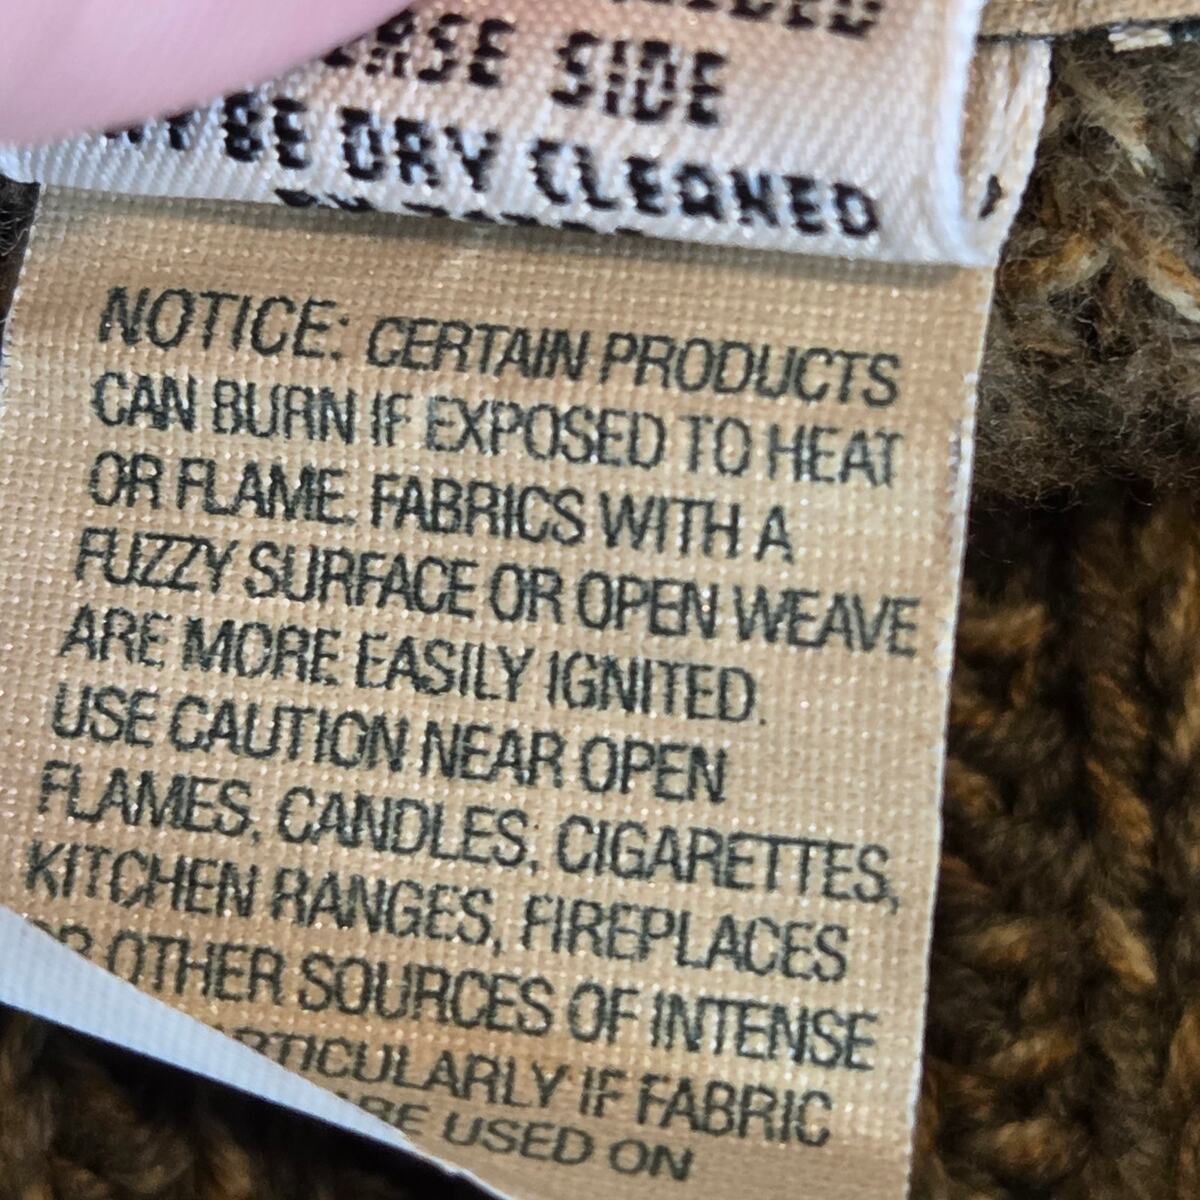 SIDE
BE DRY CLEANED
NOTICE: CERTAIN PRODUCTS
CAN BURN IF EXPOSED TO HEAT
OR FLAME. FABRICS WITH A
FUZZY SURFACE OR OPEN WEAVE
ARE MORE EASILY IGNITED.
USE CAUTION NEAR OPEN
FLAMES, CANDLES, CIGARETTES,
KITCHEN RANGES, FIREPLACES
OR OTHER SOURCES OF INTENSE
RTICULARLY IF FABRIC
USED ON